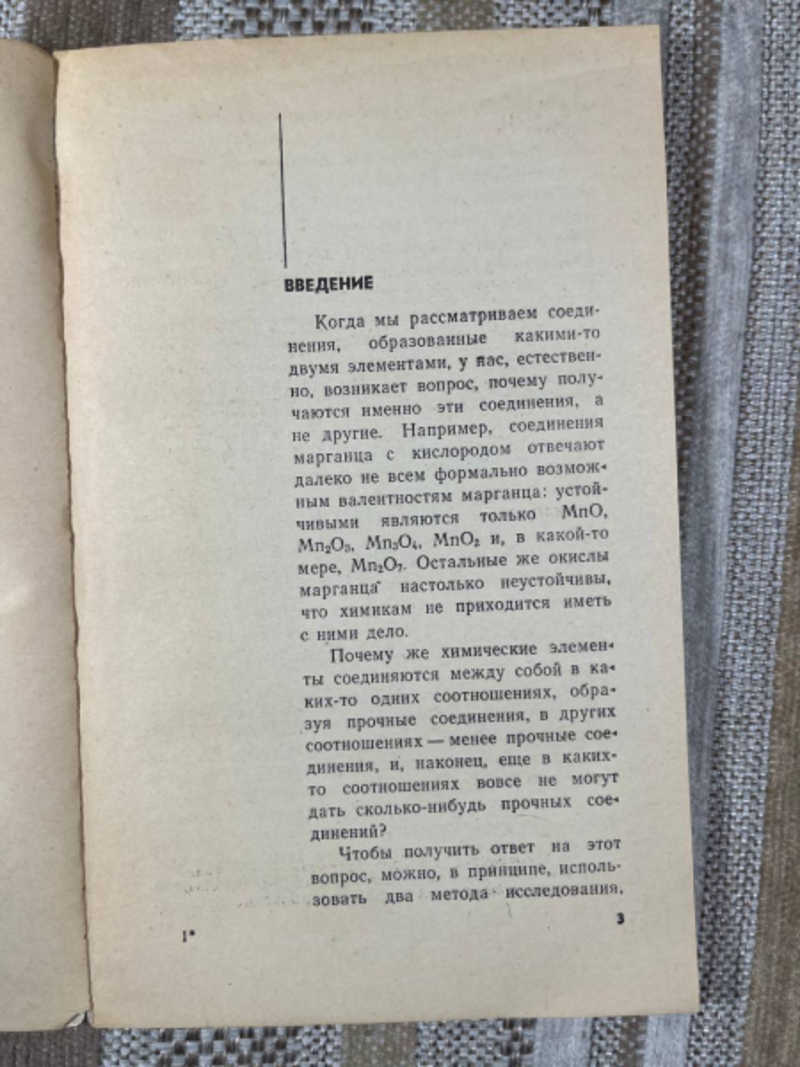 ВВЕДЕНИЕ
Когда мы рассматриваем соеди-
нения, образованные какими-то
двумя элементами, у нас, естествен-
но, возникает вопрос, почему полу-
чаются именно эти соединения, а
не другие. Например, соединения
марганца с кислородом отвечают
далеко не всем формально возмож-
ным валентностям марганца: устой-
чивыми являются только MnO,
Mn₂O₃, Mn₃O₄, MnO₂ и, в какой-то
мере, Mn₂O₇. Остальные же окислы
марганца настолько неустойчивы,
что химикам не приходится иметь
с ними дело.
Почему же химические элемен-
ты соединяются между собой в ка-
ких-то одних соотношениях, обра-
зуя прочные соединения, в других
соотношениях — менее прочные сое-
динения, и, наконец, еще в каких-
то соотношениях вовсе не могут
дать сколько-нибудь прочных сое-
динений?
Чтобы получить ответ на этот
вопрос, можно, в принципе, исполь-
зовать два метода исследования.
1*
3